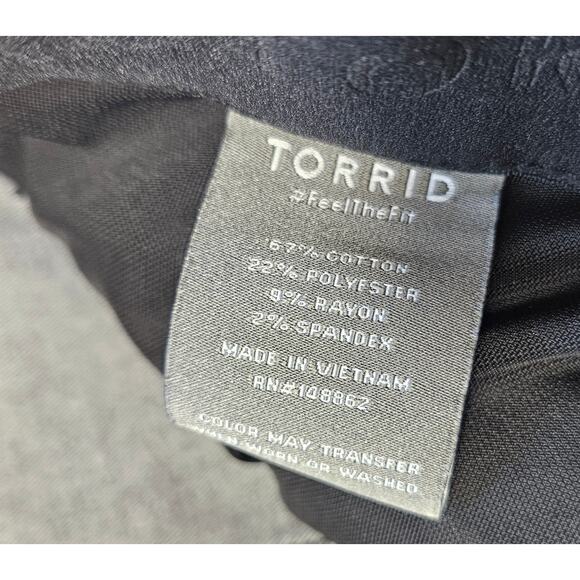 TORRID
#FeelTheFit
67% COTTON
22% POLYESTER
9% RAYON
2% SPANDEX
MADE IN VIETNAM
RN#148862
COLOR MAY TRANSFER
WHEN WORN OR WASHED